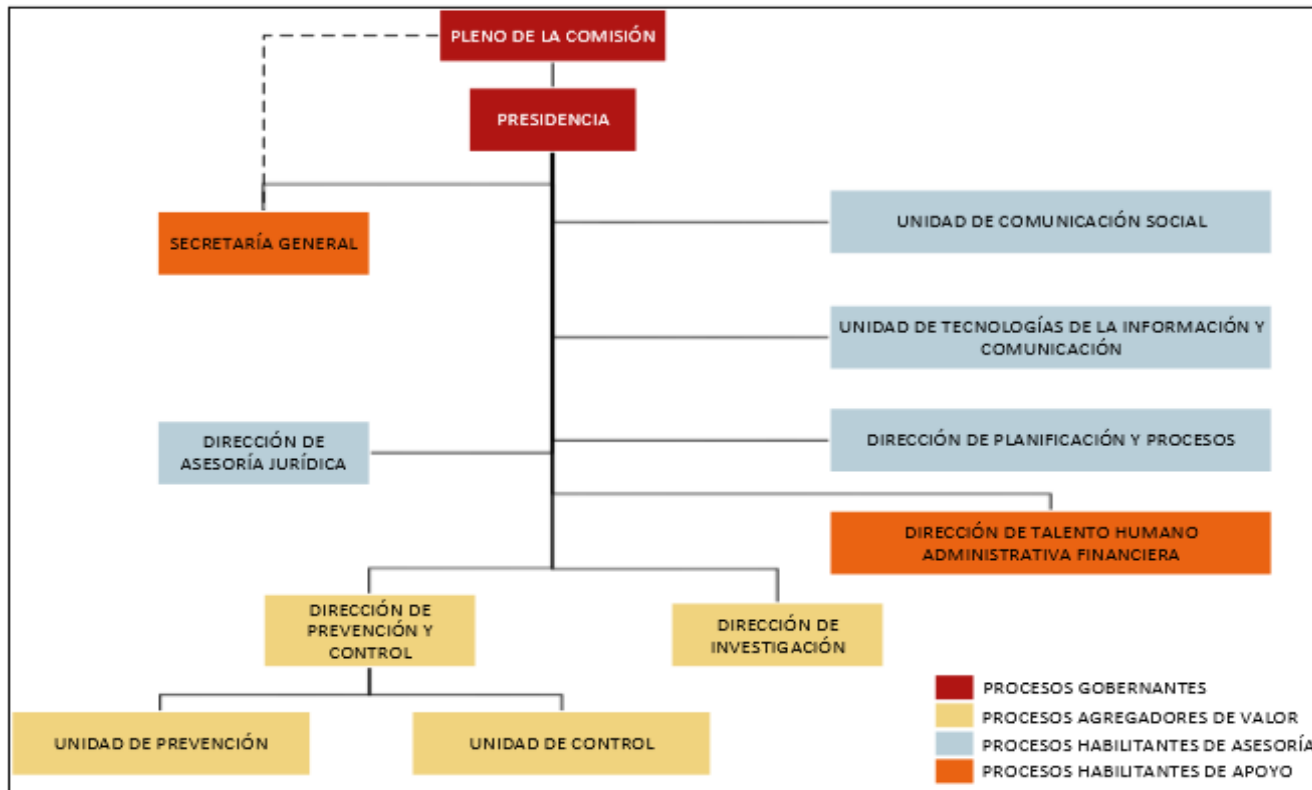 PLENO DE LA COMISIÓN
PRESIDENCIA
SECRETARÍA GENERAL
UNIDAD DE COMUNICACIÓN SOCIAL
UNIDAD DE TECNOLOGÍAS DE LA INFORMACIÓN Y
COMUNICACIÓN
DIRECCIÓN DE
ASESORÍA JURÍDICA
DIRECCIÓN DE PLANIFICACIÓN Y PROCESOS
DIRECCIÓN DE TALENTO HUMANO
ADMINISTRATIVA FINANCIERA
DIRECCIÓN DE
PREVENCIÓN Y
CONTROL
DIRECCIÓN DE
INVESTIGACIÓN
UNIDAD DE PREVENCIÓN
UNIDAD DE CONTROL
PROCESOS GOBERNANTES
PROCESOS AGREGADORES DE VALOR
PROCESOS HABILITANTES DE ASESORÍA
PROCESOS HABILITANTES DE APOYO